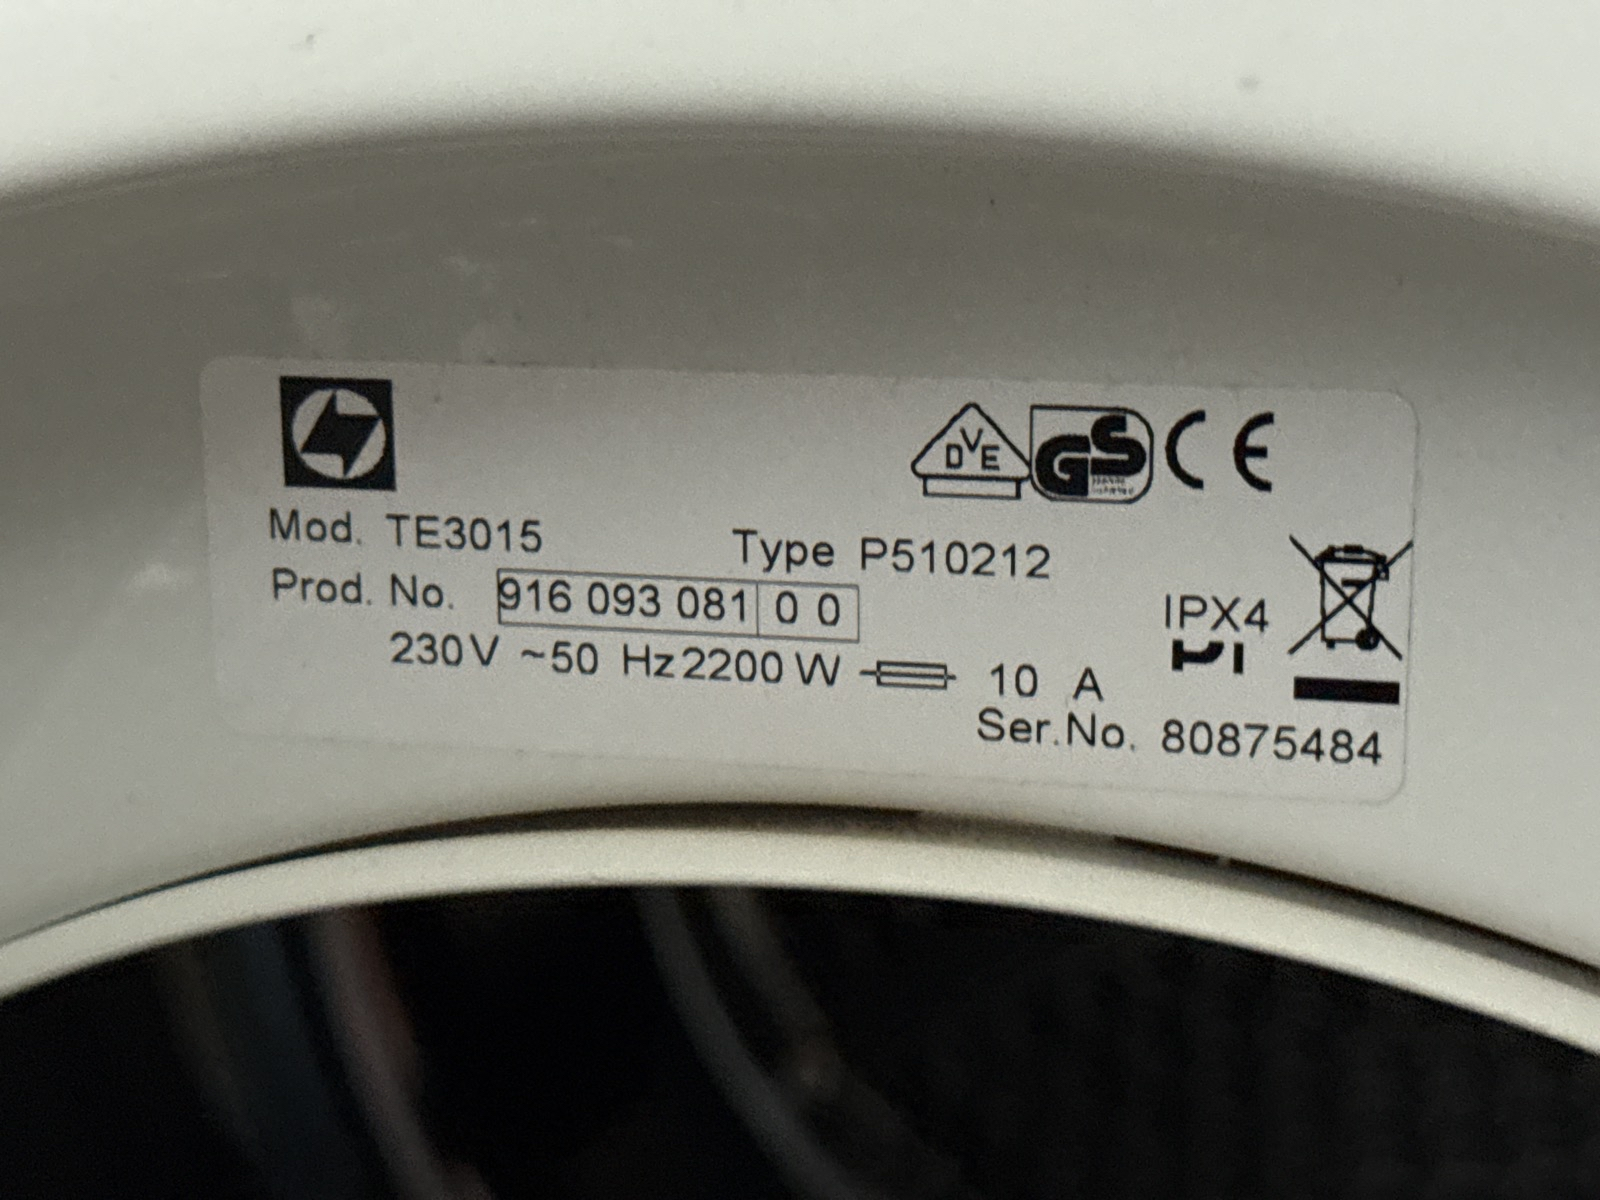 DVE GS CE
Mod. TE3015 Type P510212
Prod. No. 916 093 081 0 0 IPX4
230V ~50 Hz 2200 W 10 A
Ser.No. 80875484